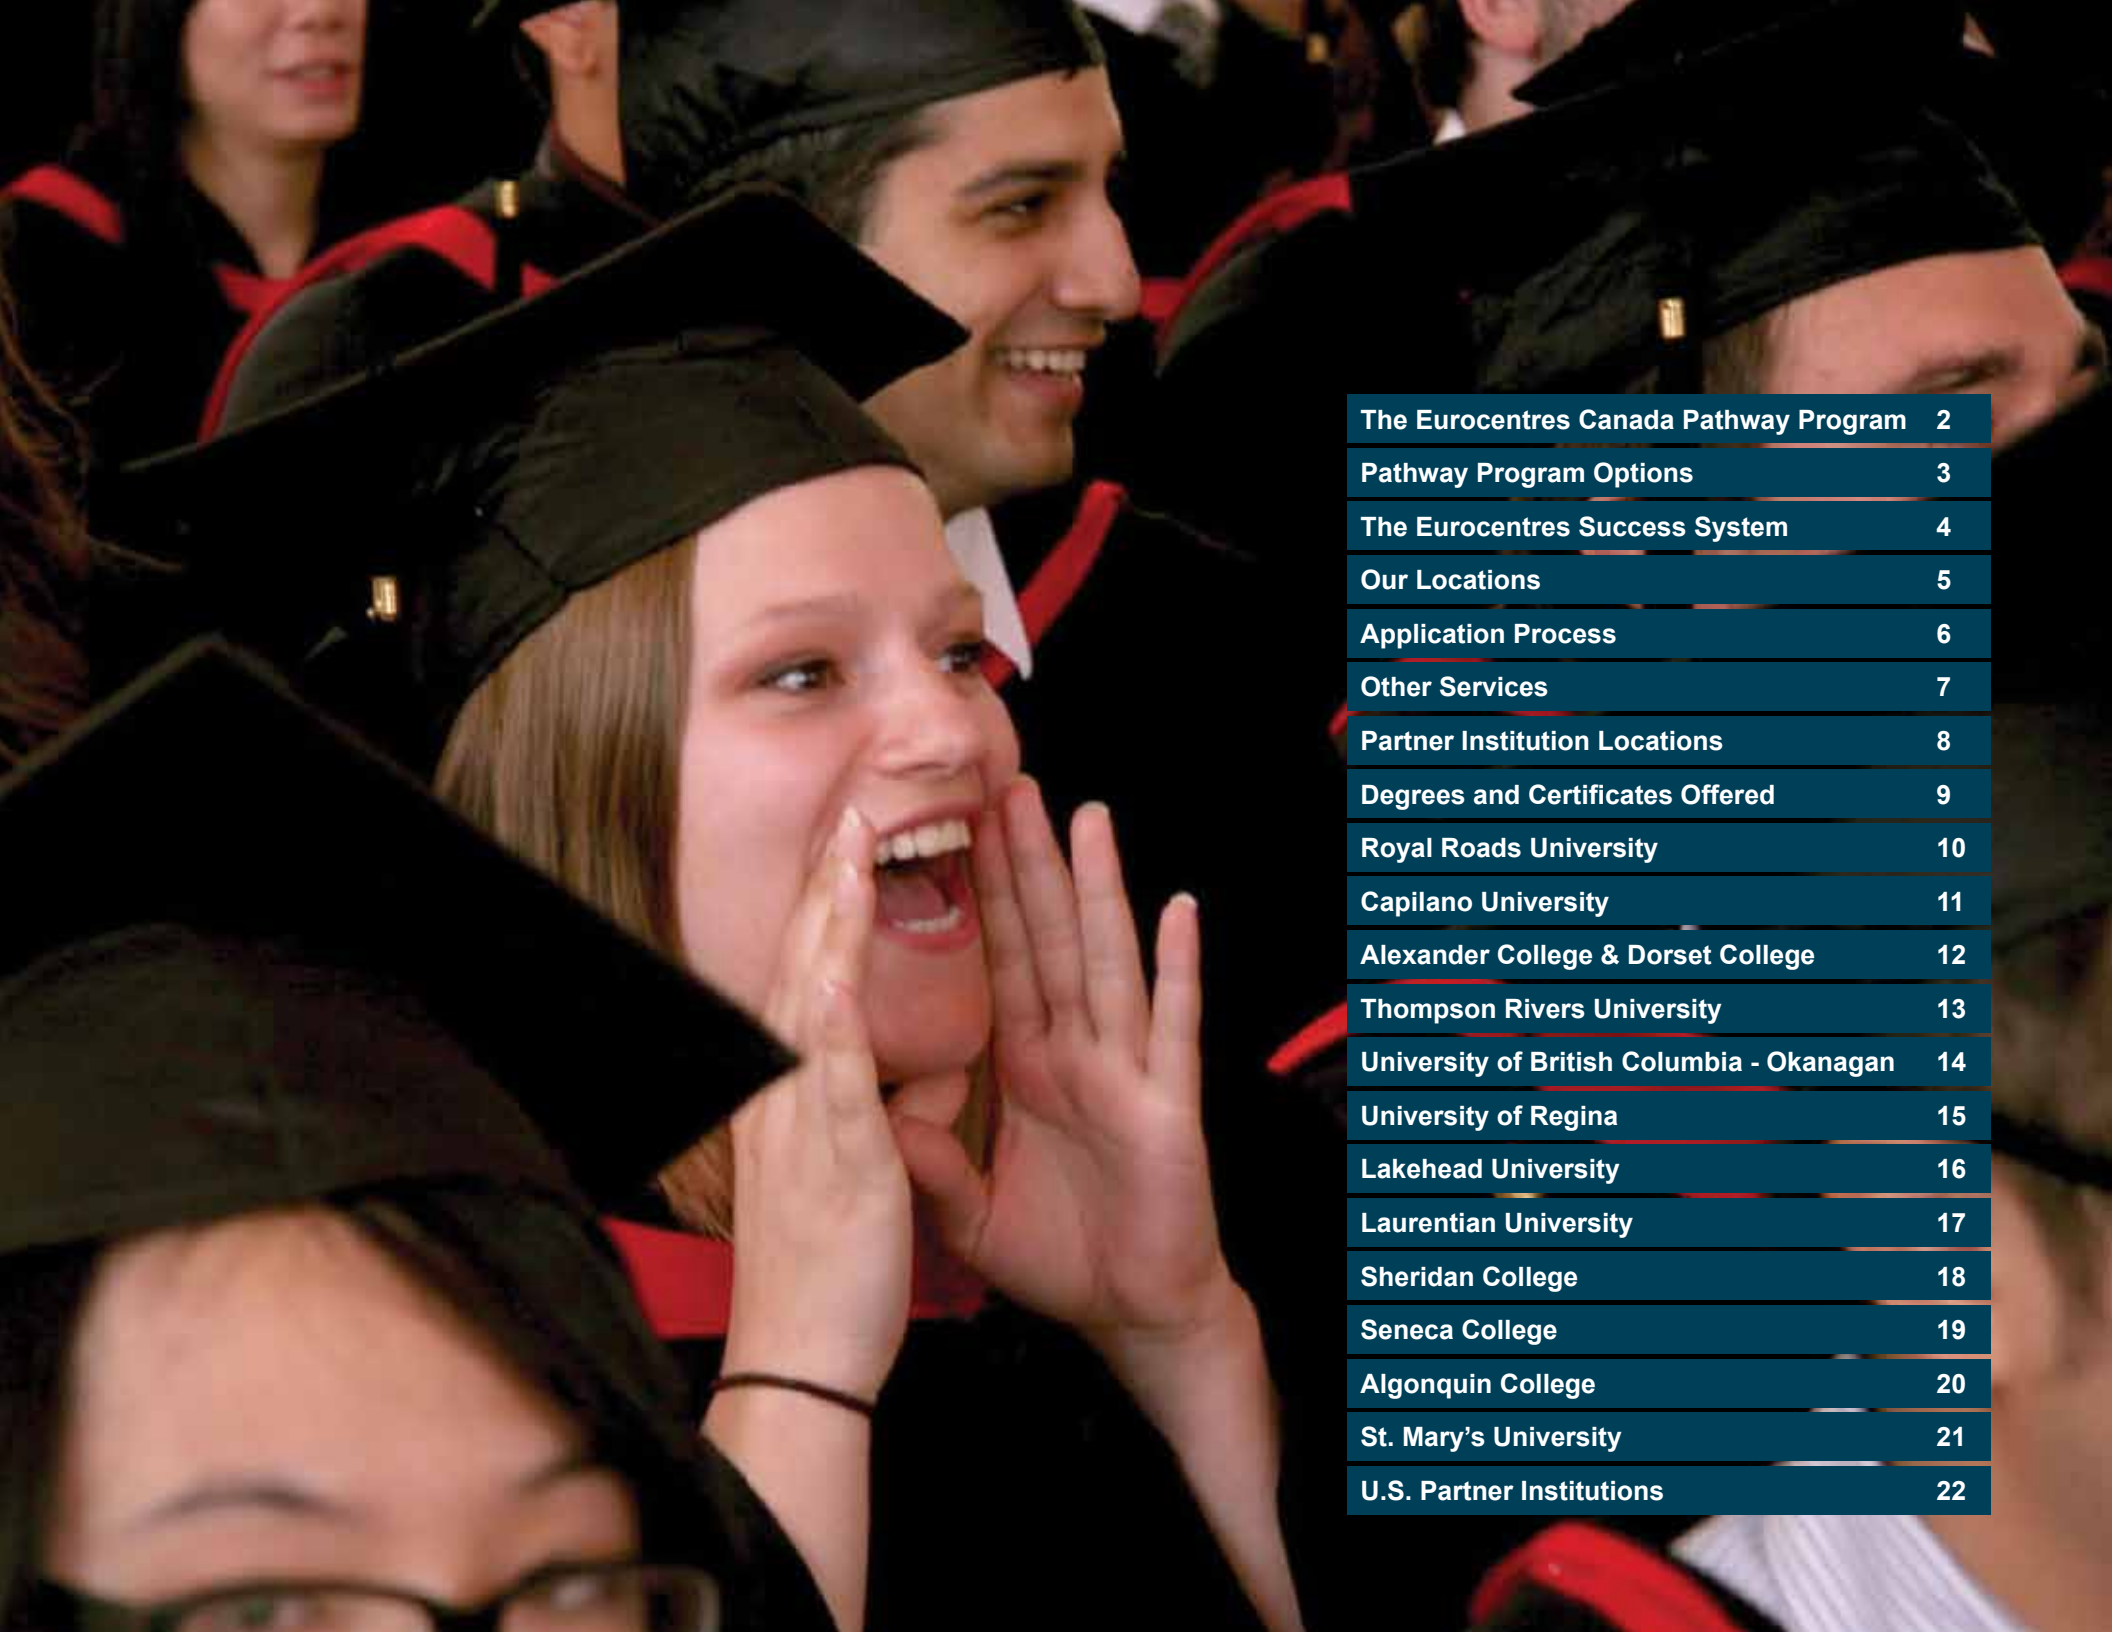 The Eurocentres Canada Pathway Program 2
Pathway Program Options 3
The Eurocentres Success System 4
Our Locations 5
Application Process 6
Other Services 7
Partner Institution Locations 8
Degrees and Certificates Offered 9
Royal Roads University 10
Capilano University 11
Alexander College & Dorset College 12
Thompson Rivers University 13
University of British Columbia - Okanagan 14
University of Regina 15
Lakehead University 16
Laurentian University 17
Sheridan College 18
Seneca College 19
Algonquin College 20
St. Mary’s University 21
U.S. Partner Institutions 22